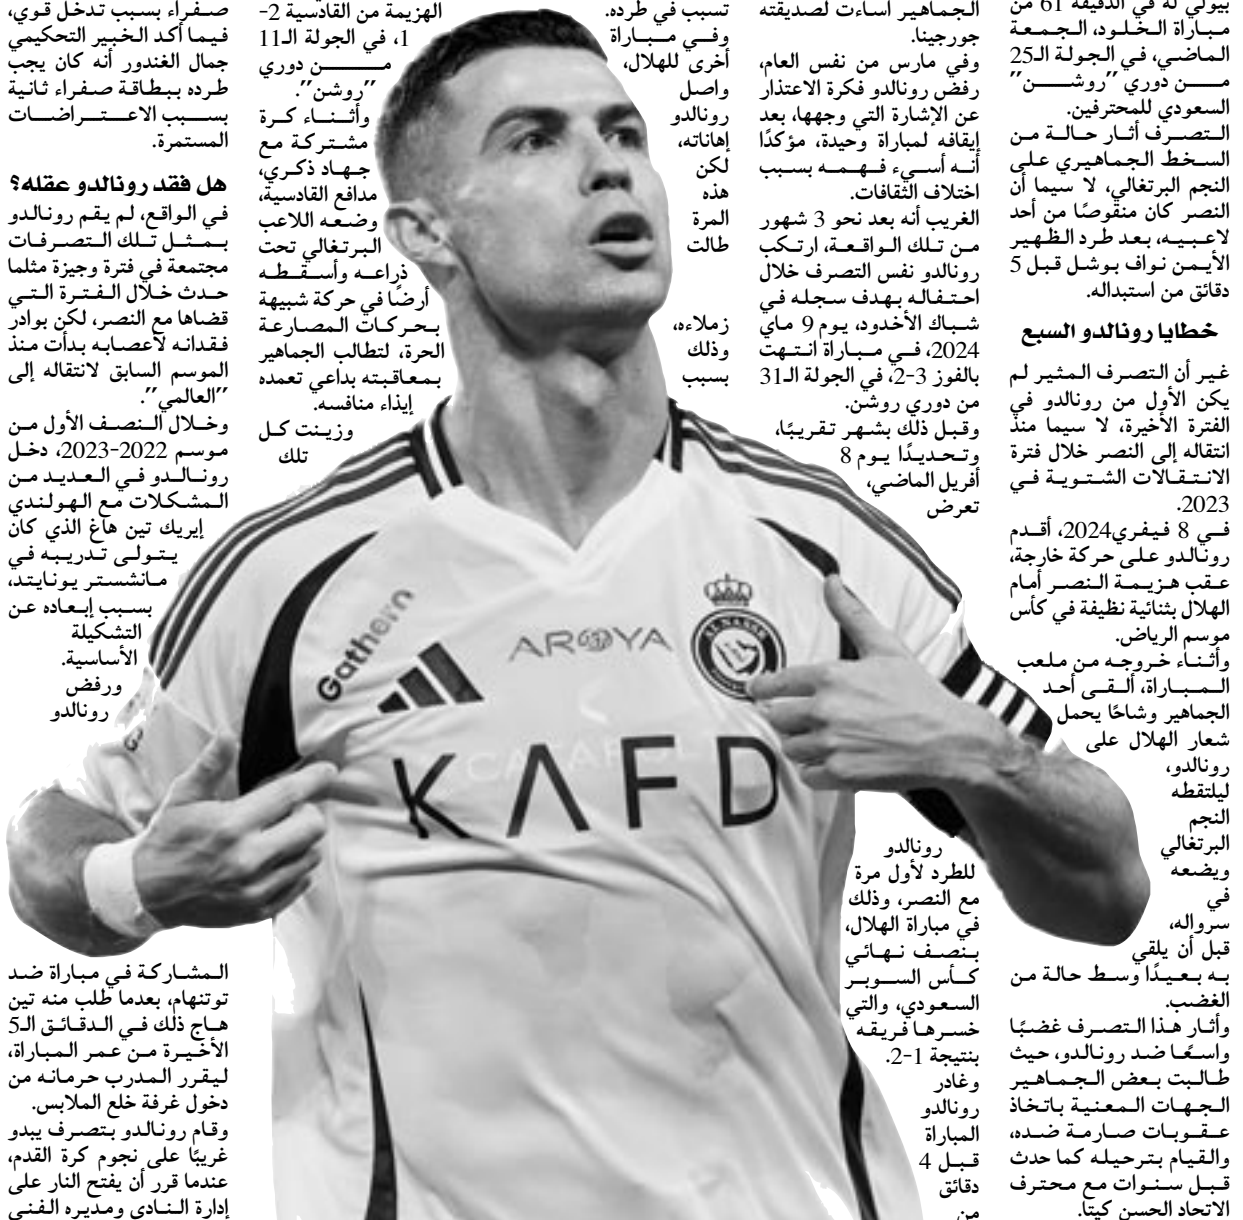 بيولي له في الدقيقة 61 من
مباراة الخلود، الجمعة
الماضي، في الجولة الـ25
من دوري "روشن"
السعودي للمحترفين.
التصرف أثار حالة من
السخط الجماهيري على
النجم البرتغالي، لا سيما أن
النصر كان منقوصًا من أحد
لاعبيه، بعد طرد الظهير
الأيمن نواف بوشل قبل 5
دقائق من استبداله.
خطايا رونالدو السبع
غير أن التصرف المثير لم
يكن الأول من رونالدو في
الفترة الأخيرة، لا سيما منذ
انتقاله إلى النصر خلال فترة
الانتقالات الشتوية في
2023.
في 8 فيفري2024، أقدم
رونالدو على حركة خارجة،
عقب هزيمة النصر أمام
الهلال بثنائية نظيفة في كأس
موسم الرياض.
وأثناء خروجه من ملعب
المباراة، ألقى أحد
الجماهير وشاحًا يحمل
شعار الهلال على
رونالدو،
ليلتقطه
النجم
البرتغالي
ويضعه
في
سرواله،
قبل أن يلقي
به بعيدًا وسط حالة من
الغضب.
وأثار هذا التصرف غضبًا
واسعًا ضد رونالدو، حيث
طالبت بعض الجماهير
الجهات المعنية باتخاذ
عقوبات صارمة ضده،
والقيام بترحيله كما حدث
قبل سنوات مع محترف
الاتحاد الحسن كيتا.
الجماهير أساءت لصديقته
جورجينا.
وفي مارس من نفس العام،
رفض رونالدو فكرة الاعتذار
عن الإشارة التي وجهها، بعد
إيقافه لمباراة وحيدة، مؤكدًا
أنه أسيء فهمه بسبب
اختلاف الثقافات.
الغريب أنه بعد نحو 3 شهور
من تلك الواقعة، ارتكب
رونالدو نفس التصرف خلال
احتفاله بهدف سجله في
شباك الأخدود، يوم 9 ماي
2024، في مباراة انتهت
بالفوز 3-2، في الجولة الـ31
من دوري روشن.
وقبل ذلك بشهر تقريبًا،
وتحديدًا يوم 8
أفريل الماضي،
تعرض
رونالدو
للطرد لأول مرة
مع النصر، وذلك
في مباراة الهلال،
بنصف نهائي
كأس السوبر
السعودي، والتي
خسرها فريقه
بنتيجة 1-2.
وغادر
رونالدو
المباراة
قبل 4
دقائق
من
تسبب في طرده.
وفي مباراة
أخرى للهلال،
واصل
رونالدو
إهاناته،
لكن
هذه
المرة
طالت
زملاءه،
وذلك
بسبب
الهزيمة من القادسية 2-
1، في الجولة الـ11
من دوري
"روشن".
وأثناء كرة
مشتركة مع
جهاد ذكري،
مدافع القادسية،
وضعه اللاعب
البرتغالي تحت
ذراعه وأسقطه
أرضًا في حركة شبيهة
بحركات المصارعة
الحرة، لتطالب الجماهير
بمعاقبته بداعي تعمده
إيذاء منافسه.
وزينت كل
تلك
صفراء بسبب تدخل قوي،
فيما أكد الخبير التحكيمي
جمال الغندور أنه كان يجب
طرده ببطاقة صفراء ثانية
بسبب الاعتراضات
المستمرة.
هل فقد رونالدو عقله؟
في الواقع، لم يقم رونالدو
بمثل تلك التصرفات
مجتمعة في فترة وجيزة مثلما
حدث خلال الفترة التي
قضاها مع النصر، لكن بوادر
فقدانه لأعصابه بدأت منذ
الموسم السابق لانتقاله إلى
"العالمي".
وخلال النصف الأول من
موسم 2022-2023، دخل
رونالدو في العديد من
المشكلات مع الهولندي
إيريك تين هاغ الذي كان
يتولى تدريبه في
مانشستر يونايتد،
بسبب إبعاده عن
التشكيلة
الأساسية.
ورفض
رونالدو
المشاركة في مباراة ضد
توتنهام، بعدما طلب منه تين
هاج ذلك في الدقائق الـ5
الأخيرة من عمر المباراة،
ليقرر المدرب حرمانه من
دخول غرفة خلع الملابس.
وقام رونالدو بتصرف يبدو
غريبًا على نجوم كرة القدم،
عندما قرر أن يفتح النار على
إدارة النادي ومديره الفني
Gathern
AROYA
AL NASSR
KAFD